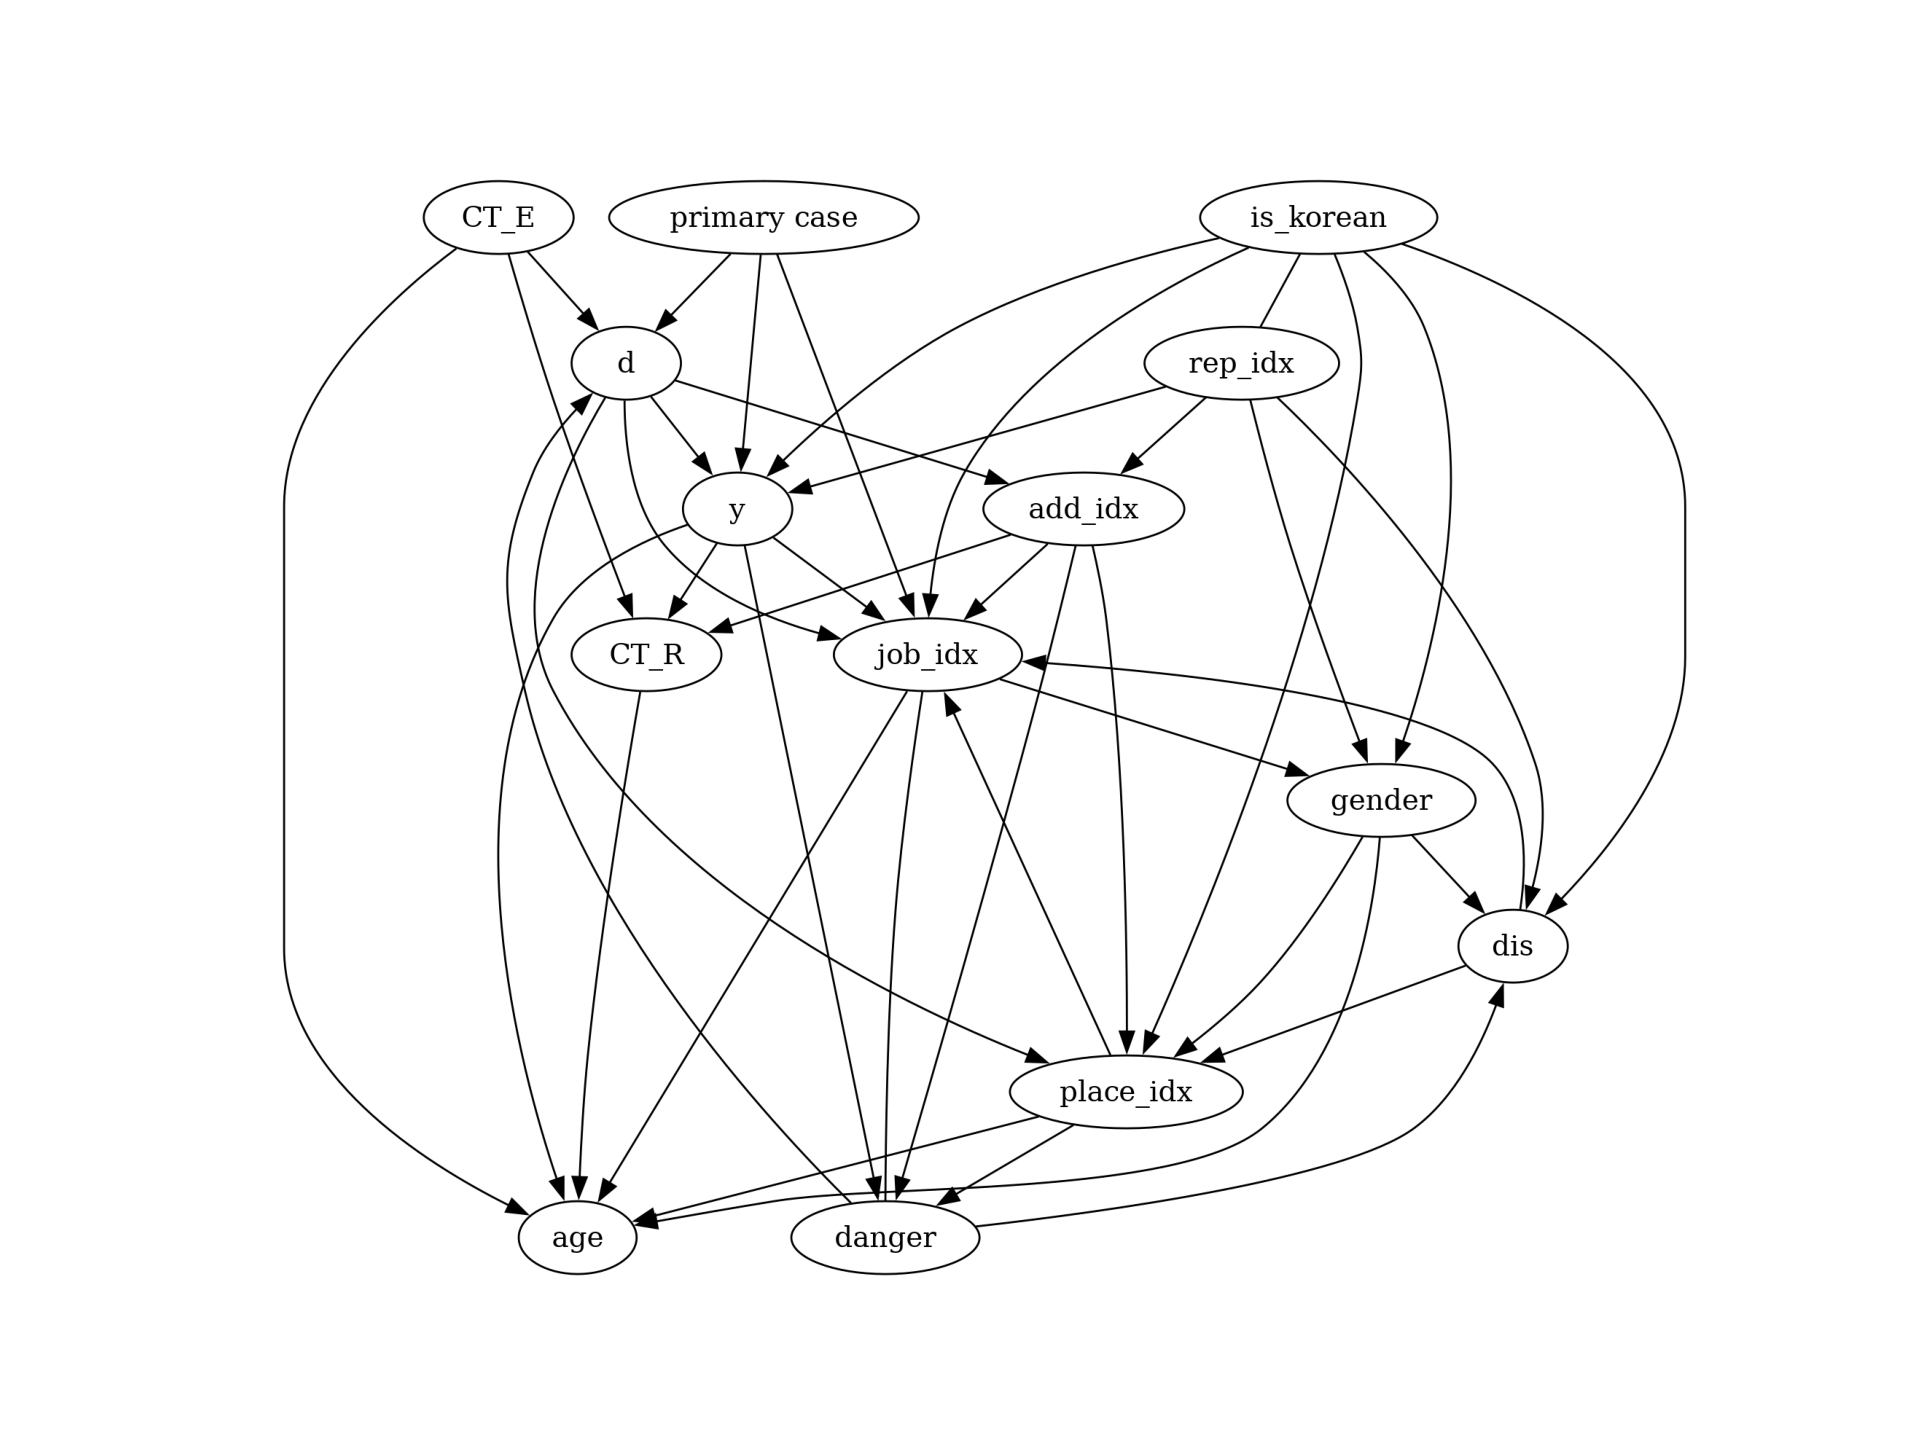 CT_E
primary case
is_korean
d
rep_idx
y
add_idx
CT_R
job_idx
gender
dis
place_idx
age
danger